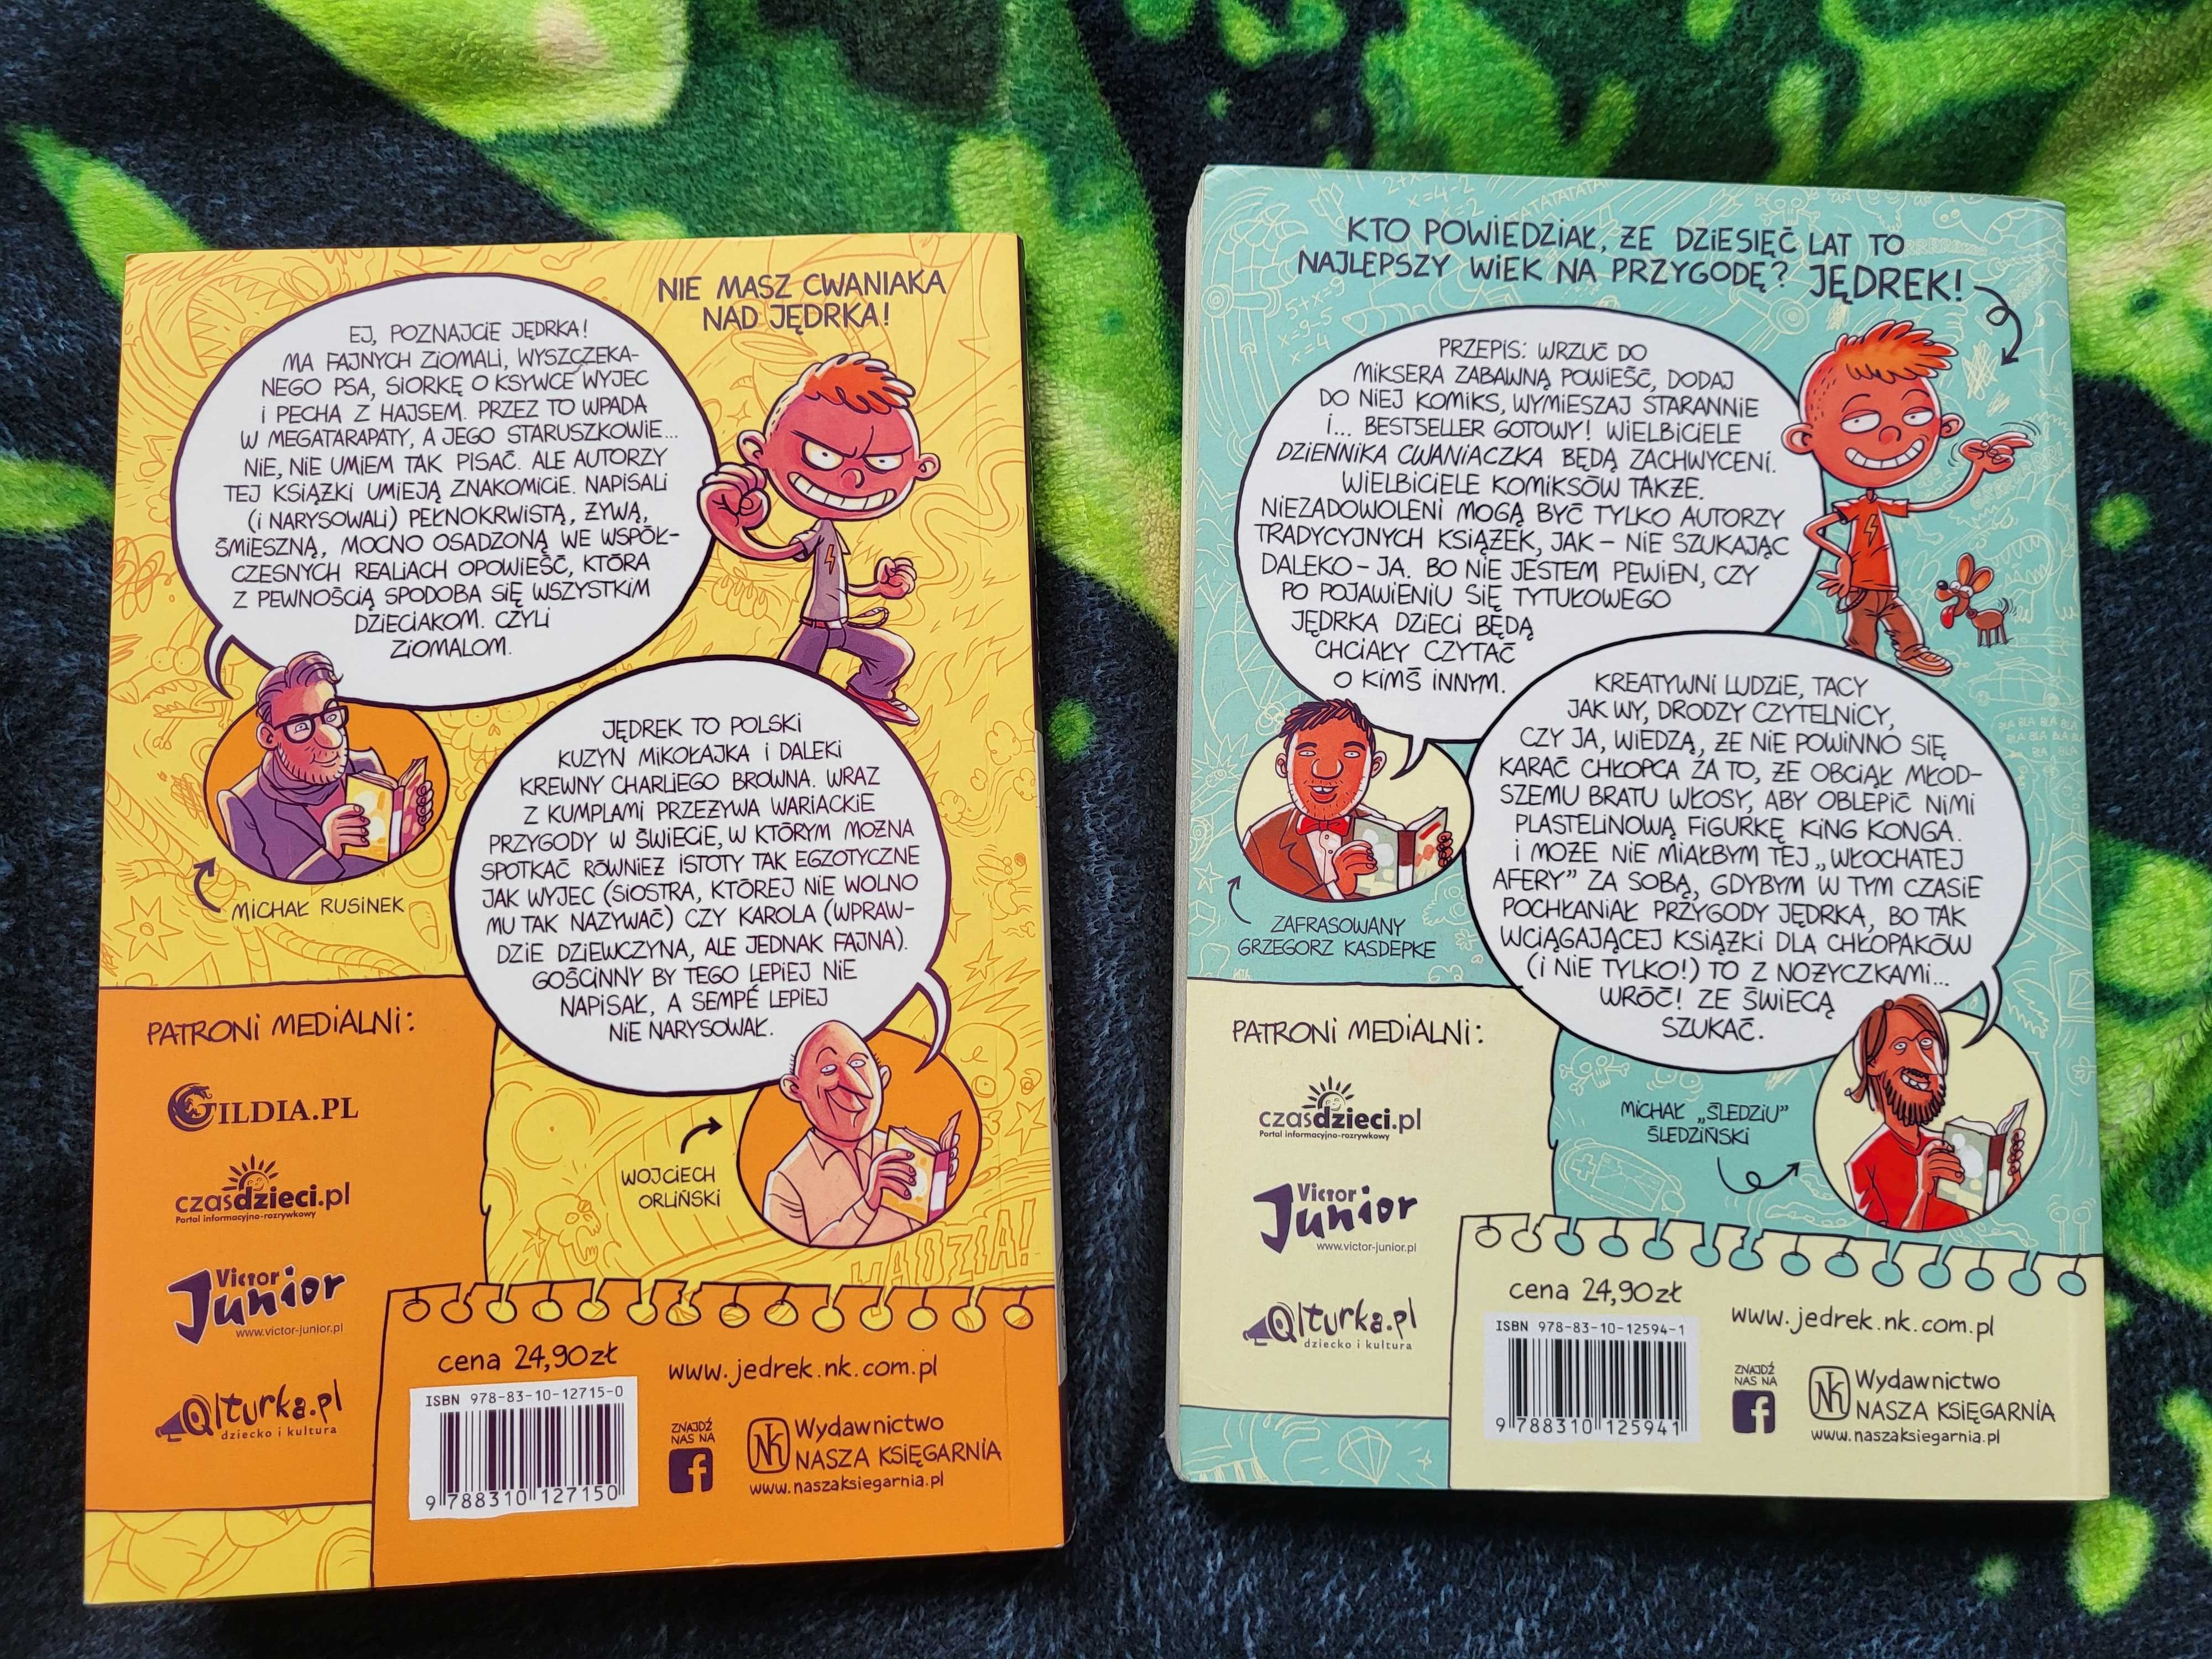 NIE MASZ CWANIAKA
NAD JĘDRKA!
EJ, POZNAJCIE JĘDRKA!
MA FAJNYCH ZIOMALI, WYSZCZEKA-
NEGO PSA, SIORKĘ O KSYWCE WYJEC
I PECHA Z HAJSEM. PRZEZ TO WPADA
W MEGATARAPATY, A JEGO STARUSZKOWIE...
NIE, NIE UMIEM TAK PISAĆ. ALE AUTORZY
TEJ KSIĄŻKI UMIEJĄ ZNAKOMICIE. NAPISALI
(I NARYSOWALI) PEŁNOKRWISTĄ, ŻYWĄ,
ŚMIESZNĄ, MOCNO OSADZONĄ WE WSPÓŁ-
CZESNYCH REALIACH OPOWIEŚĆ, KTÓRA
Z PEWNOŚCIĄ SPODOBA SIĘ WSZYSTKIM
DZIECIAKOM. CZYLI
ZIOMALOM.
MICHAŁ RUSINEK
JĘDREK TO POLSKI
KUZYN MIKOŁAJKA I DALEKI
KREWNY CHARLIEGO BROWNA. WRAZ
Z KUMPLAMI PRZEŻYWA WARIACKIE
PRZYGODY W ŚWIECIE, W KTÓRYM MOŻNA
SPOTKAĆ RÓWNIEŻ ISTOTY TAK EGZOTYCZNE
JAK WYJEC (SIOSTRA, KTÓREJ NIE WOLNO
MU TAK NAZYWAĆ) CZY KAROLA (WPRAW-
DZIE DZIEWCZYNA, ALE JEDNAK FAJNA).
GOŚCINNY BY TEGO LEPIEJ NIE
NAPISAŁ, A SEMPÉ LEPIEJ
NIE NARYSOWAŁ.
WOJCIECH
ORLIŃSKI
PATRONI MEDIALNI:
GILDIA.PL
czasdzieci.pl
Portal informacyjno-rozrywkowy
Victor
Junior
www.victor-junior.pl
Qlturka.pl
dziecko i kultura
cena 24,90zł
ISBN 978-83-10-12715-0
9 788310 127150
www.jedrek.nk.com.pl
ZNAJDŹ
NAS NA
f
NK
Wydawnictwo
NASZA KSIĘGARNIA
www.naszaksiegarnia.pl
KTO POWIEDZIAŁ, ŻE DZIESIĘĆ LAT TO
NAJLEPSZY WIEK NA PRZYGODĘ? JĘDREK!
2+x=4
x=4-2
x=2
5+x=9
x=9-5
x=4
PRZEPIS: WRZUĆ DO
MIKSERA ZABAWNĄ POWIEŚĆ, DODAJ
DO NIEJ KOMIKS, WYMIESZAJ STARANNIE
I... BESTSELLER GOTOWY! WIELBICIELE
DZIENNIKA CWANIACZKA BĘDĄ ZACHWYCENI.
WIELBICIELE KOMIKSÓW TAKŻE.
NIEZADOWOLENI MOGĄ BYĆ TYLKO AUTORZY
TRADYCYJNYCH KSIĄŻEK, JAK – NIE SZUKAJĄC
DALEKO – JA. BO NIE JESTEM PEWIEN, CZY
PO POJAWIENIU SIĘ TYTUŁOWEGO
JĘDRKA DZIECI BĘDĄ
CHCIAŁY CZYTAĆ
O KIMŚ INNYM.
ZAFRASOWANY
GRZEGORZ KASDEPKE
KREATYWNI LUDZIE, TACY
JAK WY, DRODZY CZYTELNICY,
CZY JA, WIEDZĄ, ŻE NIE POWINNO SIĘ
KARAĆ CHŁOPCA ZA TO, ŻE OBCIĄŁ MŁOD-
SZEMU BRATU WŁOSY, ABY OBLEPIĆ NIMI
PLASTELINOWĄ FIGURKĘ KING KONGA.
I MOŻE NIE MIAŁBYM TEJ „WŁOCHATEJ
AFERY” ZA SOBĄ, GDYBYM W TYM CZASIE
POCHŁANIAŁ PRZYGODY JĘDRKA, BO TAK
WCIĄGAJĄCEJ KSIĄŻKI DLA CHŁOPAKÓW
(I NIE TYLKO!) TO Z NOŻYCZKAMI...
WRÓĆ! ZE ŚWIECĄ
SZUKAĆ.
MICHAŁ „ŚLEDZIU”
ŚLEDZIŃSKI
PATRONI MEDIALNI:
czasdzieci.pl
Portal informacyjno-rozrywkowy
Victor
Junior
www.victor-junior.pl
Qlturka.pl
dziecko i kultura
cena 24,90zł
ISBN 978-83-10-12594-1
9 788310 125941
www.jedrek.nk.com.pl
ZNAJDŹ
NAS NA
f
NK
Wydawnictwo
NASZA KSIĘGARNIA
www.naszaksiegarnia.pl